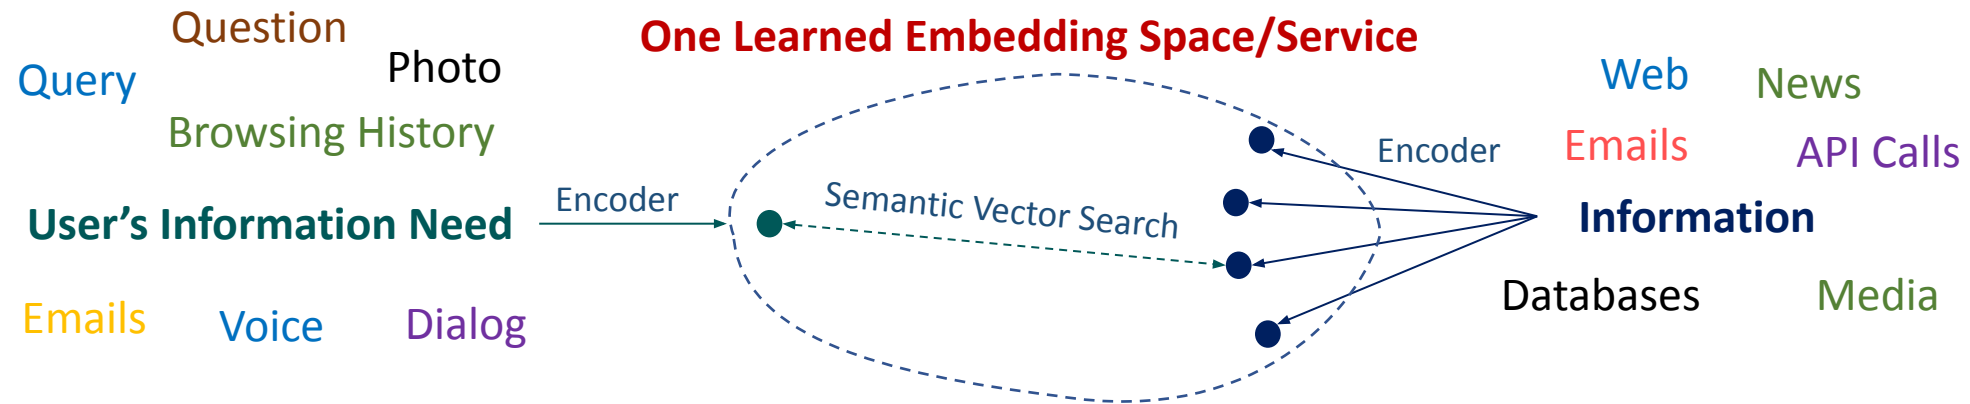 Question
Query
Photo
Browsing History
User's Information Need
Emails
Voice
Dialog
Encoder
One Learned Embedding Space/Service
Semantic Vector Search
Encoder
Web
News
Emails
API Calls
Information
Databases
Media